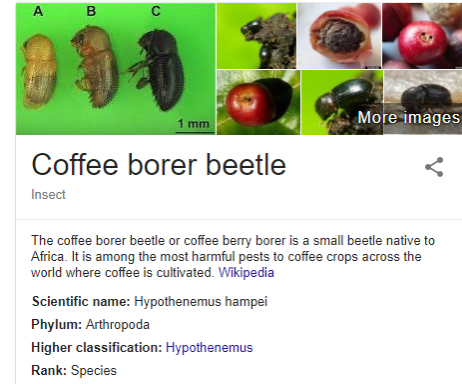 A B C
1 mm
More images
Coffee borer beetle
Insect
The coffee borer beetle or coffee berry borer is a small beetle native to
Africa. It is among the most harmful pests to coffee crops across the
world where coffee is cultivated. Wikipedia
Scientific name: Hypothenemus hampei
Phylum: Arthropoda
Higher classification: Hypothenemus
Rank: Species